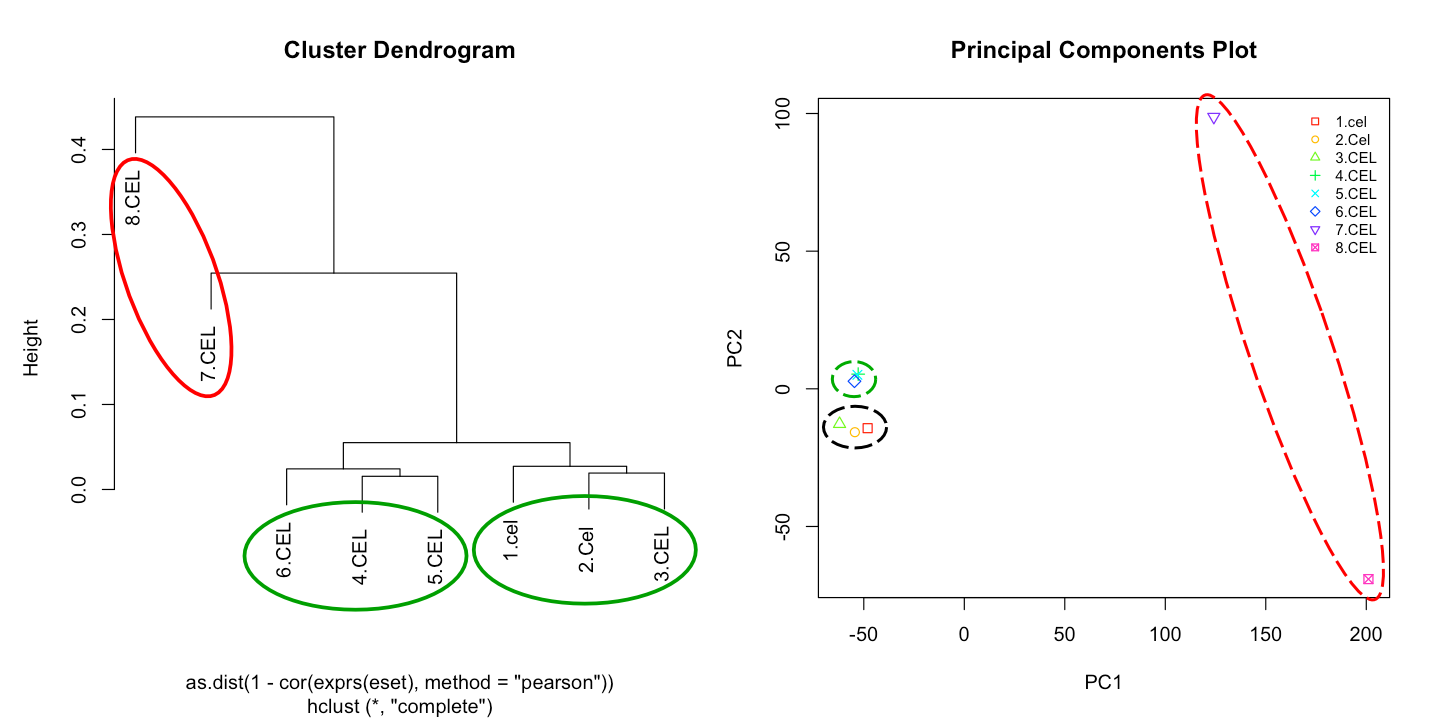 Cluster Dendrogram
Height
0.0
0.1
0.2
0.3
0.4
8.CEL
7.CEL
6.CEL
4.CEL
5.CEL
1.cel
2.Cel
3.CEL
as.dist(1 - cor(exprs(eset), method = "pearson"))
hclust (*, "complete")
Principal Components Plot
PC2
100
50
0
-50
1.cel
2.Cel
3.CEL
4.CEL
5.CEL
6.CEL
7.CEL
8.CEL
-50
0
50
100
150
200
PC1